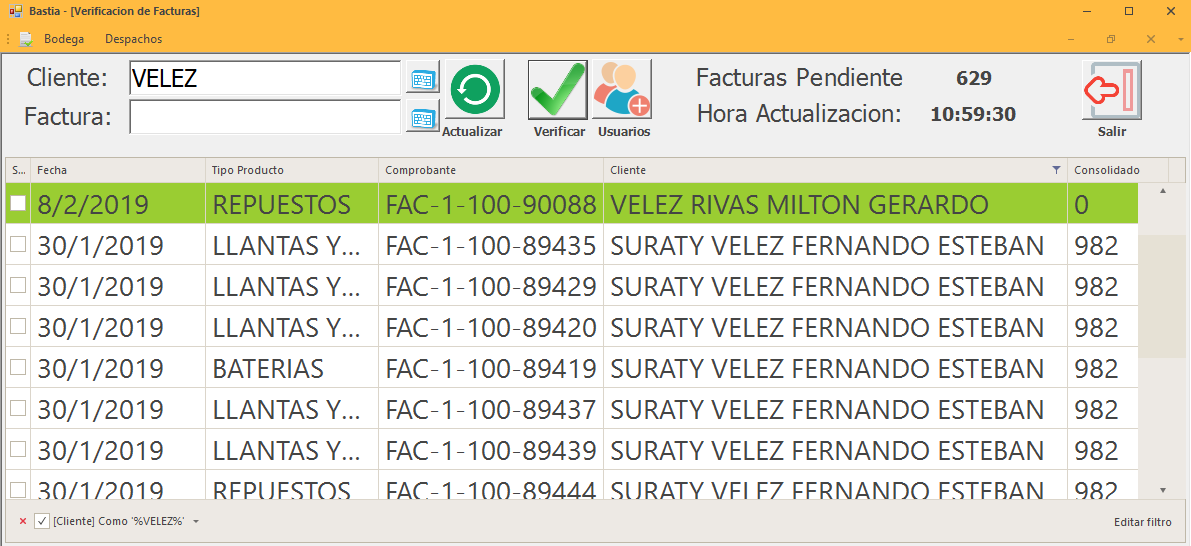 Bastia - [Verificacion de Facturas]
Bodega Despachos
Cliente: VELEZ
Factura:
Actualizar Verificar Usuarios
Facturas Pendiente 629
Hora Actualizacion: 10:59:30
Salir
S... Fecha Tipo Producto Comprobante Cliente Consolidado
8/2/2019 REPUESTOS FAC-1-100-90088 VELEZ RIVAS MILTON GERARDO 0
30/1/2019 LLANTAS Y... FAC-1-100-89435 SURATY VELEZ FERNANDO ESTEBAN 982
30/1/2019 LLANTAS Y... FAC-1-100-89429 SURATY VELEZ FERNANDO ESTEBAN 982
30/1/2019 LLANTAS Y... FAC-1-100-89420 SURATY VELEZ FERNANDO ESTEBAN 982
30/1/2019 BATERIAS FAC-1-100-89419 SURATY VELEZ FERNANDO ESTEBAN 982
30/1/2019 LLANTAS Y... FAC-1-100-89437 SURATY VELEZ FERNANDO ESTEBAN 982
30/1/2019 LLANTAS Y... FAC-1-100-89439 SURATY VELEZ FERNANDO ESTEBAN 982
30/1/2019 REPUESTOS FAC-1-100-89444 SURATY VELEZ FERNANDO ESTEBAN 982
[Cliente] Como '%VELEZ%'
Editar filtro